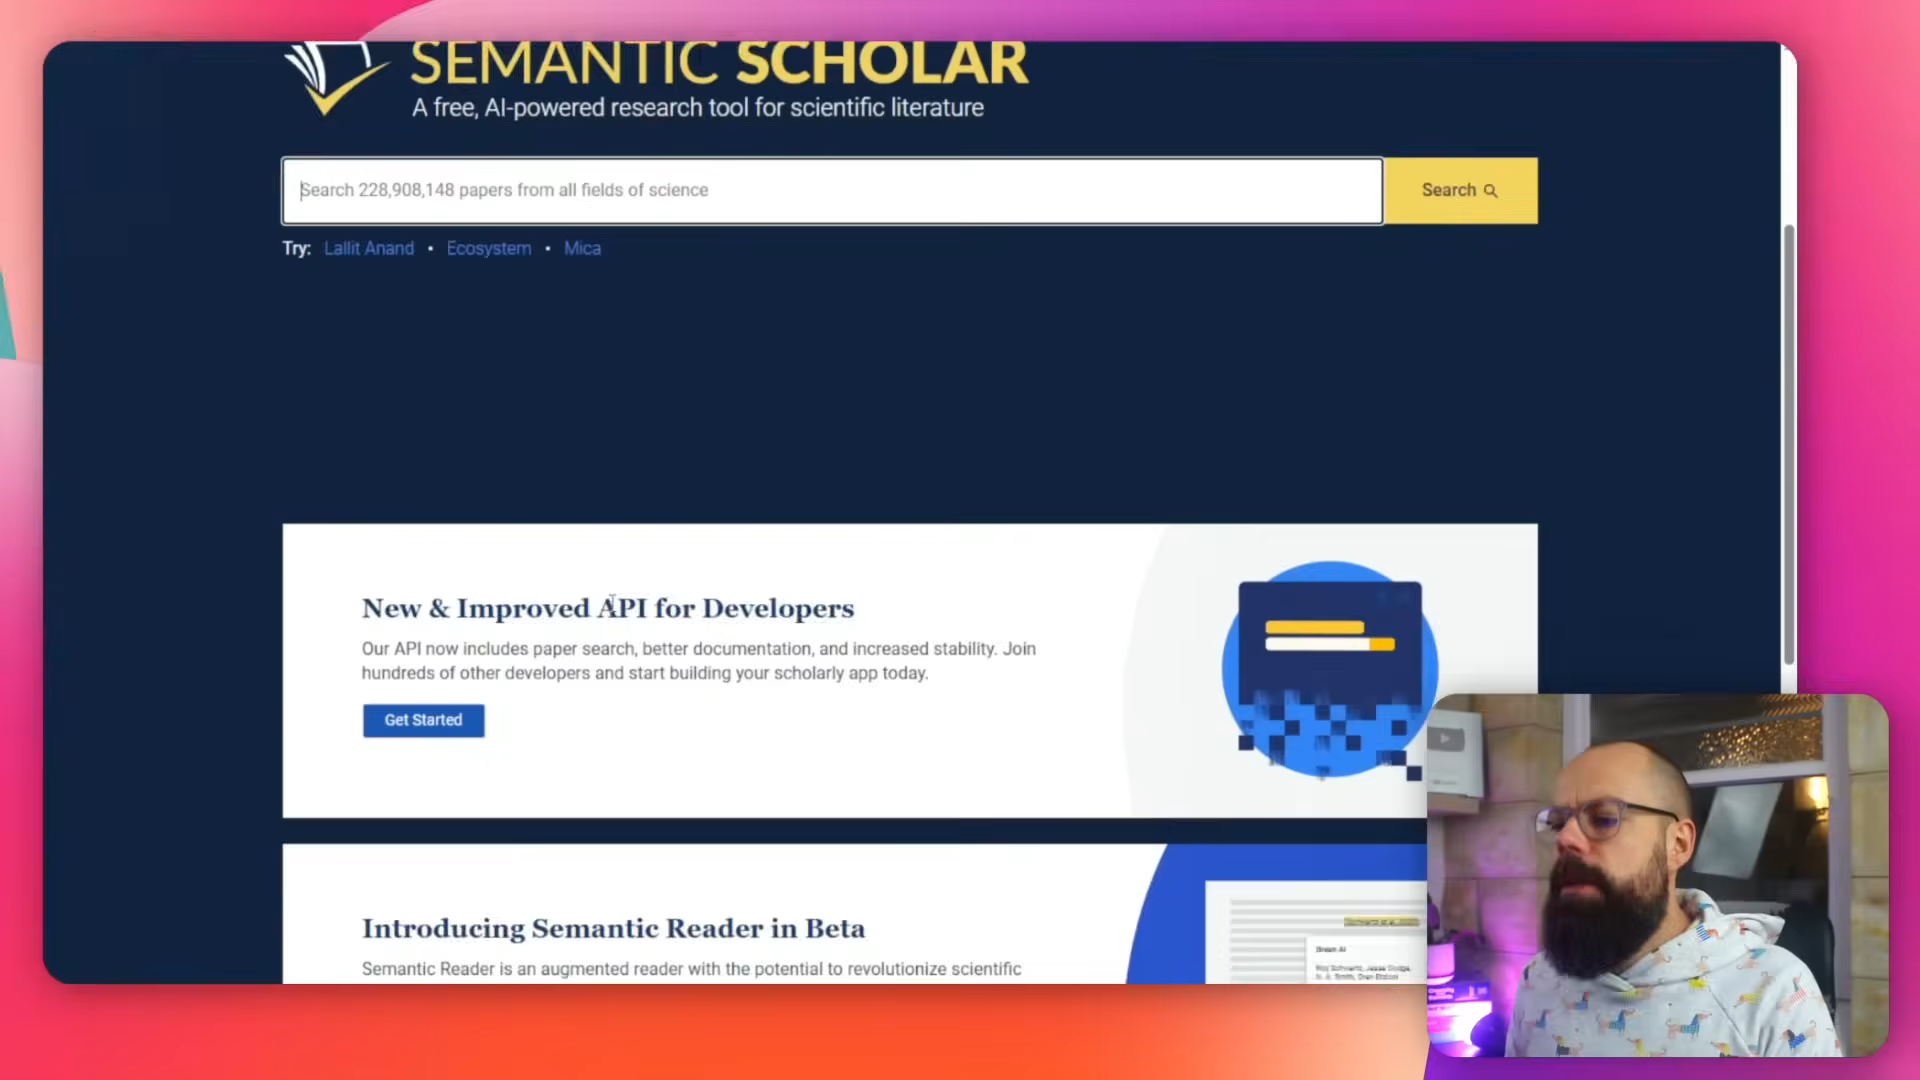 SEMANTIC SCHOLAR
A free, AI-powered research tool for scientific literature
Search 228,908,148 papers from all fields of science
Search
Try: Lallit Anand • Ecosystem • Mica
New & Improved API for Developers
Our API now includes paper search, better documentation, and increased stability. Join
hundreds of other developers and start building your scholarly app today.
Get Started
Introducing Semantic Reader in Beta
Semantic Reader is an augmented reader with the potential to revolutionize scientific